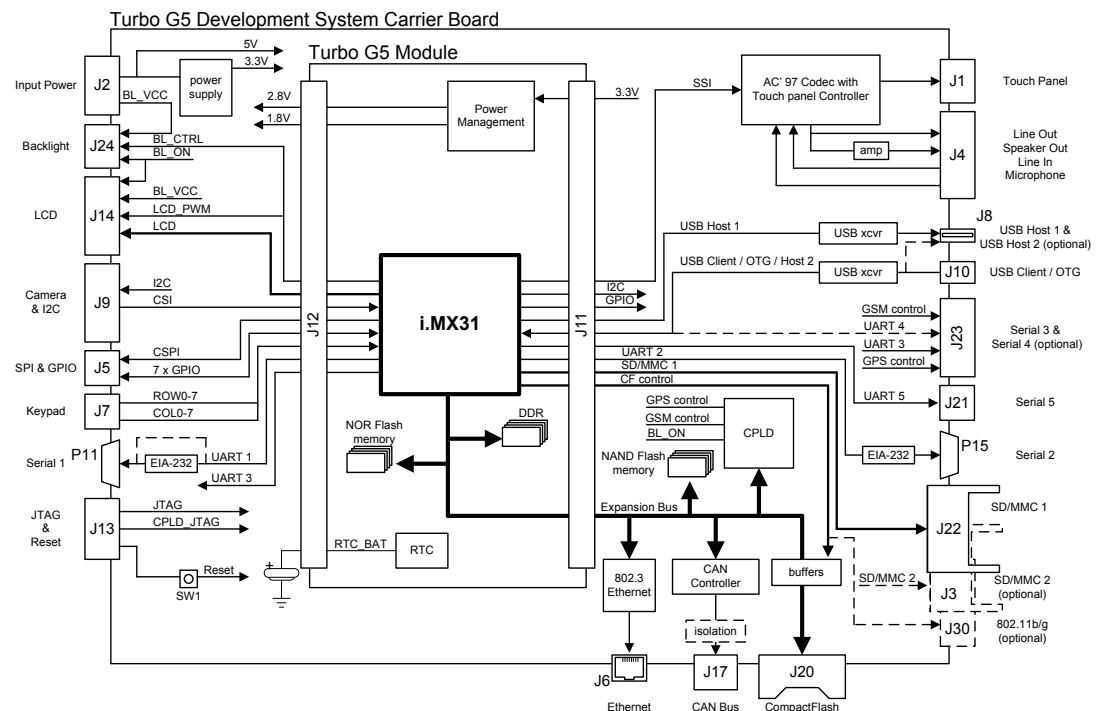 Turbo G5 Development System Carrier Board
Turbo G5 Module
Input Power
J2
5V
3.3V
power
supply
BL_VCC
Backlight
J24
BL_CTRL
BL_ON
LCD
J14
BL_VCC
LCD_PWM
LCD
Camera
& I2C
J9
I2C
CSI
SPI & GPIO
J5
CSPI
7 x GPIO
Keypad
J7
ROW0-7
COL0-7
Serial 1
P11
EIA-232
UART 1
UART 3
JTAG
&
Reset
J13
JTAG
CPLD_JTAG
Reset
SW1
+
2.8V
1.8V
J12
Power
Management
3.3V
i.MX31
J11
NOR Flash
memory
DDR
RTC_BAT
RTC
SSI
AC' 97 Codec with
Touch panel Controller
amp
J1
Touch Panel
J4
Line Out
Speaker Out
Line In
Microphone
USB Host 1
USB xcvr
J8
USB Host 1 &
USB Host 2 (optional)
USB Client / OTG / Host 2
USB xcvr
J10
USB Client / OTG
I2C
GPIO
GSM control
UART 4
UART 3
GPS control
J23
Serial 3 &
Serial 4 (optional)
UART 2
SD/MMC 1
CF control
UART 5
J21
Serial 5
GPS control
GSM control
BL_ON
CPLD
NAND Flash
memory
EIA-232
P15
Serial 2
Expansion Bus
J22
SD/MMC 1
802.3
Ethernet
CAN
Controller
buffers
SD/MMC 2
J3
SD/MMC 2
(optional)
J30
802.11b/g
(optional)
isolation
J6
J17
J20
Ethernet
CAN Bus
CompactFlash